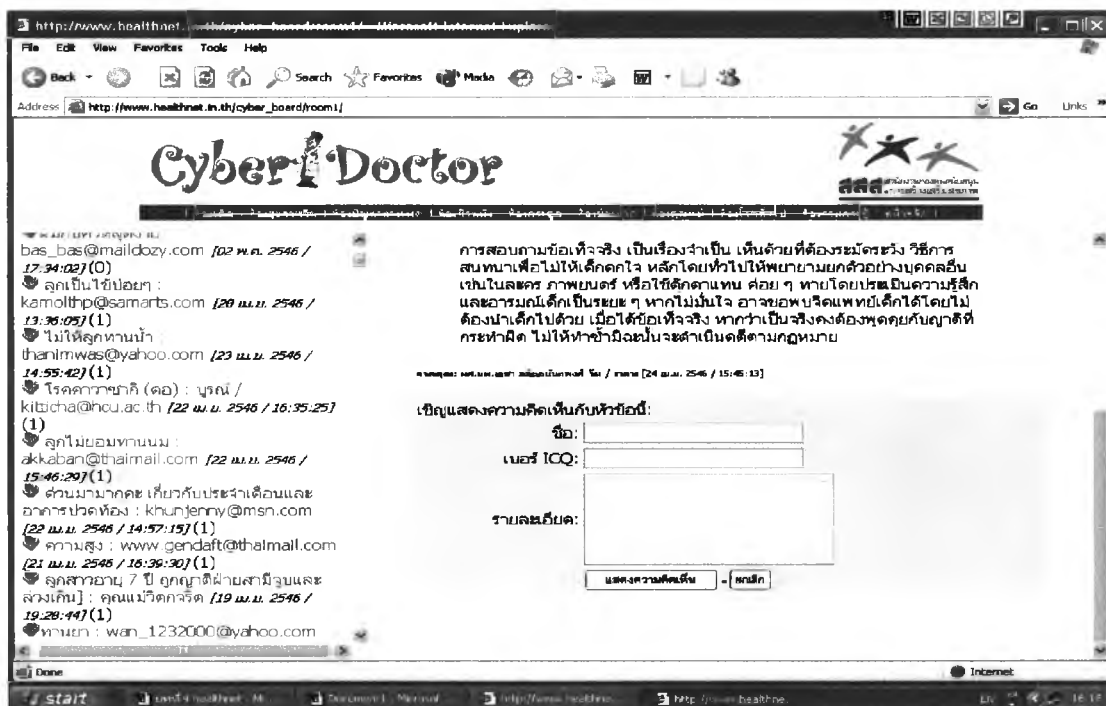 http://www.healthnet.
File Edit View Favorites Tools Help
Back Search Favorites Media
Address http://www.healthnet.in.th/cyber_board/room1/ Go Links
Cyber Doctor
สสส
bas_bas@maildozy.com [02 พ.ค. 2546 /
17:34:02] (0)
ลูกเป็นไข้บ่อยๆ :
kamolthp@samarts.com [28 เม.ย. 2546 /
13:36:05] (1)
ไม่ให้ลูกทานน้ำ :
thanimwas@yahoo.com [23 เม.ย. 2546 /
14:55:42] (1)
โรคคาวาซากิ (ต่อ) : บูรณ์ /
kitticha@hcu.ac.th [22 เม.ย. 2546 / 16:35:25]
(1)
ลูกไม่ยอมทานนม :
akkaban@thaimail.com [22 เม.ย. 2546 /
15:46:29] (1)
ด่วนมามากคะ เกี่ยวกับประจำเดือนและ
อาการปวดท้อง : khunjenny@msn.com
[22 เม.ย. 2546 / 14:57:15] (1)
ความสูง : www.gendaft@thaimail.com
[21 เม.ย. 2546 / 16:39:30] (1)
ลูกสาวอายุ 7 ปี ถูกญาติฝ่ายสามีจูบและ
ล่วงเกิน] : คุณแม่วิตกจริต [19 เม.ย. 2546 /
19:28:44] (1)
ทานยา : wan_1232000@yahoo.com
การสอบถามข้อเท็จจริง เป็นเรื่องจำเป็น เห็นด้วยที่ต้องระมัดระวัง วิธีการ
สนทนาเพื่อไม่ให้เด็กตกใจ หลักโดยทั่วไปให้พยายามยกตัวอย่างบุคคลอื่น
เช่นในละคร ภาพยนตร์ หรือใช้ตุ๊กตาแทน ค่อย ๆ ทายโดยประเมินความรู้สึก
และอารมณ์เด็กเป็นระยะ ๆ หากไม่มั่นใจ อาจขอพบจิตแพทย์เด็กได้โดยไม่
ต้องนำเด็กไปด้วย เมื่อได้ข้อเท็จจริง หากว่าเป็นจริงคงต้องพูดคุยกับญาติที่
กระทำผิด ไม่ให้ทำซ้ำมิฉะนั้นจะดำเนินคดีตามกฎหมาย
[24 เม.ย. 2546 / 15:45:13]
เชิญแสดงความคิดเห็นกับหัวข้อนี้:
ชื่อ:
เบอร์ ICQ:
รายละเอียด:
แสดงความคิดเห็น - ยกเลิก
Done Internet
start Document1 16:16